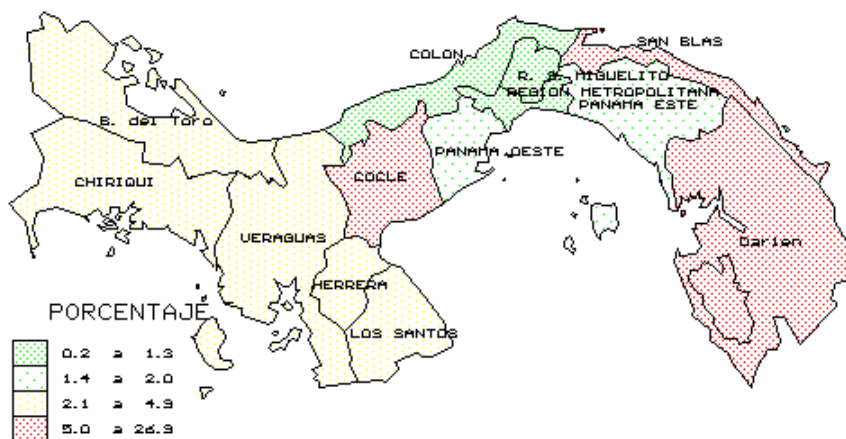 COLON
SAN BLAS
R. S. MIGUELITO
REGION METROPOLITANA
PANAMA ESTE
B. del Toro
PANAMA OESTE
CHIRIQUI
COCLE
VERAGUAS
Darien
HERRERA
LOS SANTOS
PORCENTAJE
0.2 a 1.3
1.4 a 2.0
2.1 a 4.9
5.0 a 26.9